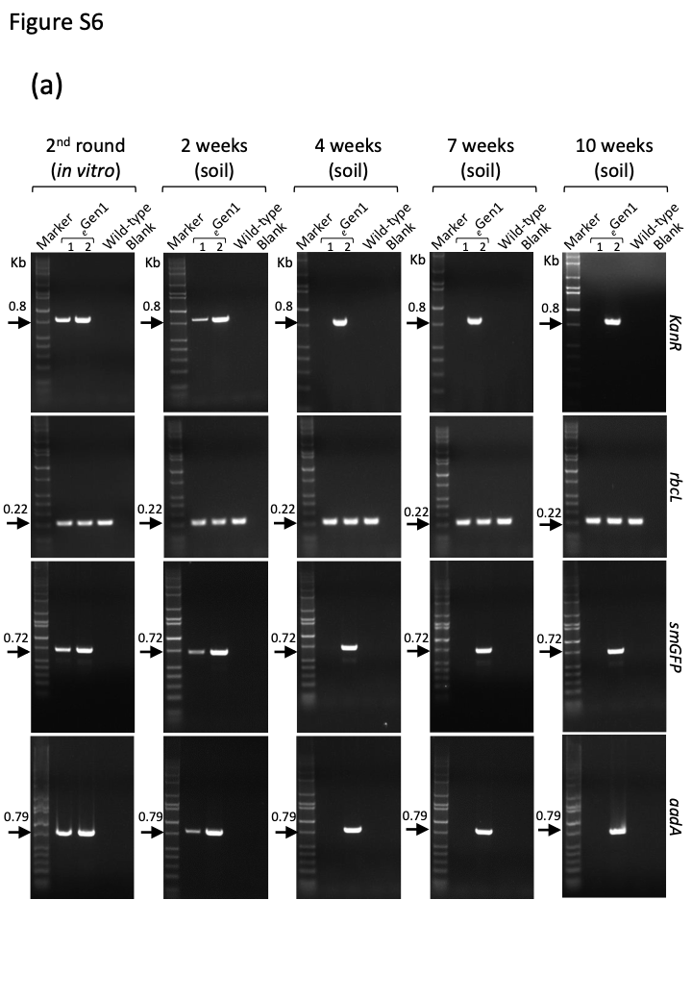 Figure S6
(a)
2nd round
(in vitro)
2 weeks
(soil)
4 weeks
(soil)
7 weeks
(soil)
10 weeks
(soil)
Marker eGen1 Wild-type Blank
Marker eGen1 Wild-type Blank
Marker eGen1 Wild-type Blank
Marker eGen1 Wild-type Blank
Marker eGen1 Wild-type Blank
1 2 1 2 1 2 1 2 1 2
Kb Kb Kb Kb Kb
0.8 0.8 0.8 0.8 0.8 KanR
0.22 0.22 0.22 0.22 0.22 rbcL
0.72 0.72 0.72 0.72 0.72 smGFP
0.79 0.79 0.79 0.79 0.79 aadA